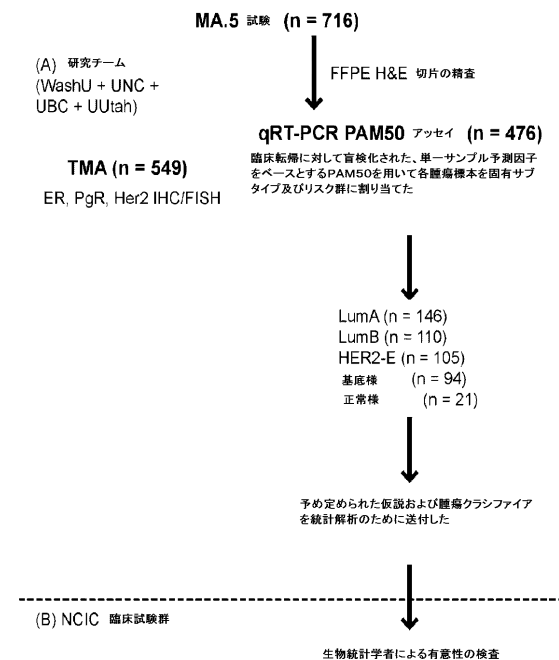 MA.5 試験 (n = 716)
(A) 研究チーム
(WashU + UNC +
UBC + UUtah)
FFPE H&E 切片の精査
qRT-PCR PAM50 アッセイ (n = 476)
臨床転帰に対して盲検化された、単一サンプル予測因子
をベースとするPAM50を用いて各腫瘍標本を固有サブ
タイプ及びリスク群に割り当てた
TMA (n = 549)
ER, PgR, Her2 IHC/FISH
LumA (n = 146)
LumB (n = 110)
HER2-E (n = 105)
基底様 (n = 94)
正常様 (n = 21)
予め定められた仮説および腫瘍クラシファイア
を統計解析のために送付した
(B) NCIC 臨床試験群
生物統計学者による有意性の検査